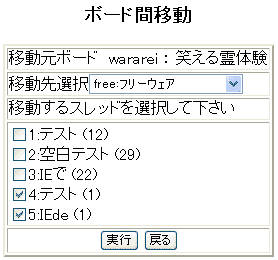 ボード間移動
移動元ボード wararei : 笑える霊体験
移動先選択 free:フリーウェア
移動するスレッドを選択して下さい
1:テスト (12)
2:空白テスト (29)
3:IEで (22)
4:テスト (1)
5:IEde (1)
実行 戻る